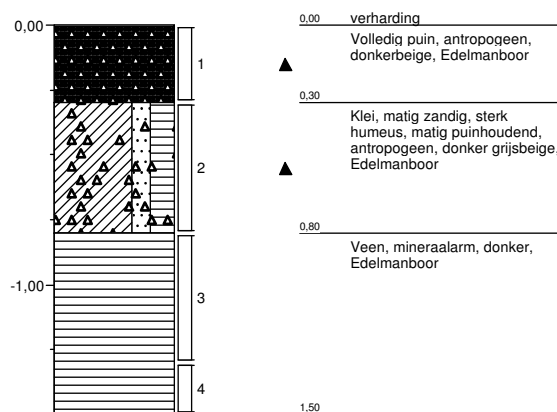 0,00
1
2
-1,00
3
4
0,00 verharding
Volledig puin, antropogeen,
donkerbeige, Edelmanboor
0,30
Klei, matig zandig, sterk
humeus, matig puinhoudend,
antropogeen, donker grijsbeige,
Edelmanboor
0,80
Veen, mineraalarm, donker,
Edelmanboor
1,50